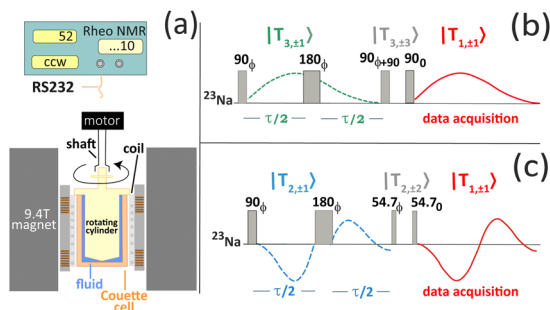 (a)
Rheo NMR
52
...10
ccw
RS232
motor
shaft
coil
9.4T
magnet
rotating
cylinder
fluid
Couette
cell
(b)
|T3,±1⟩ |T3,±3⟩ |T1,±1⟩
90ϕ 180ϕ 90ϕ+90 900
23Na
τ/2 τ/2 data acquisition
(c)
|T2,±1⟩ |T2,±2⟩ |T1,±1⟩
90ϕ 180ϕ 54.7ϕ 54.70
23Na
τ/2 τ/2
data acquisition